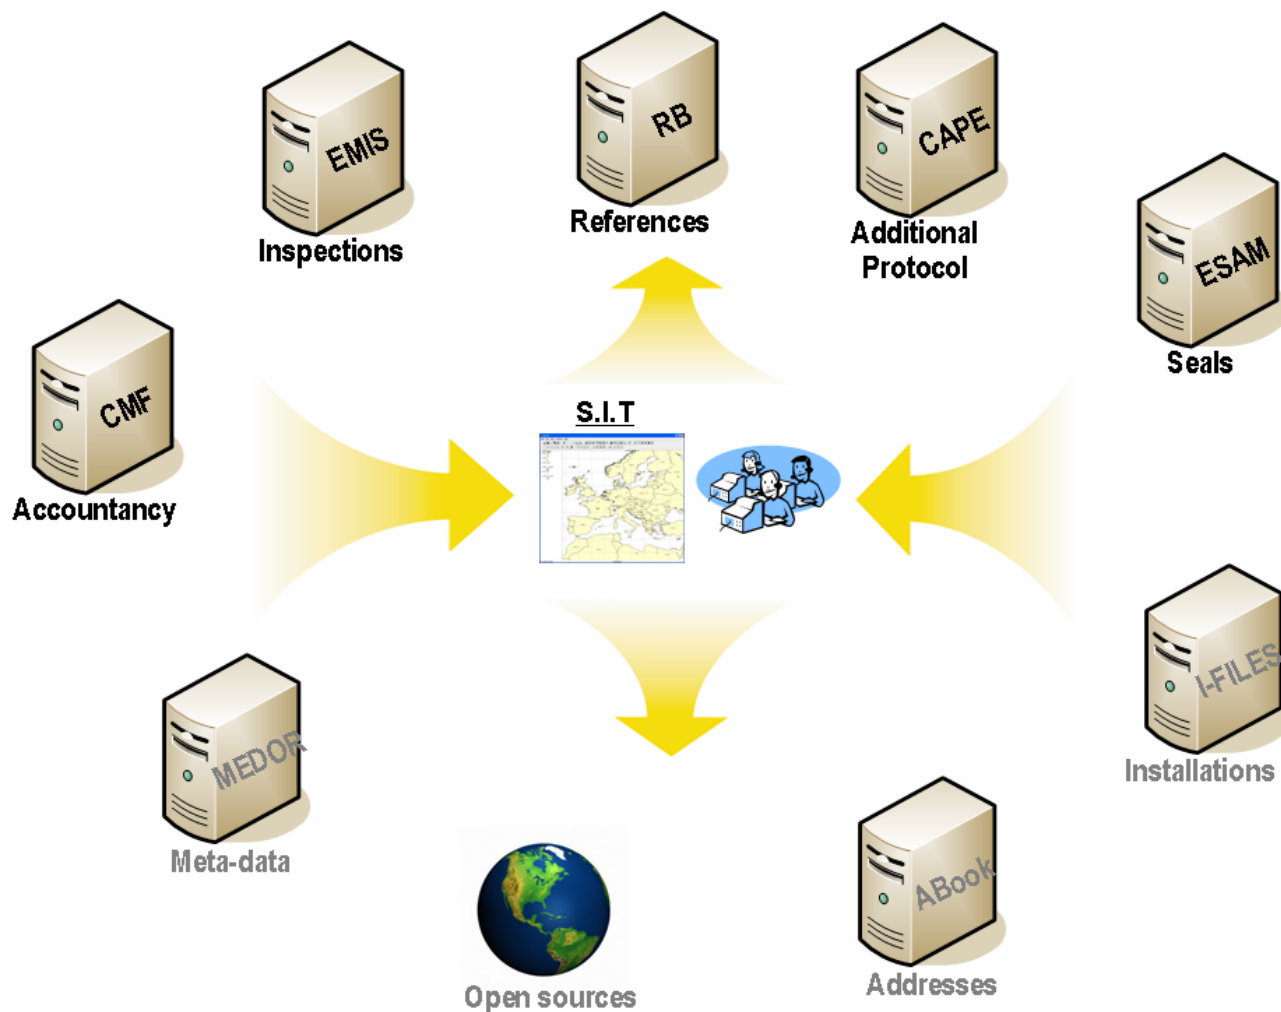 EMIS
Inspections
RB
References
CAPE
Additional
Protocol
ESAM
Seals
CMF
Accountancy
S.I.T
I-FILES
Installations
MEDOR
Meta-data
Open sources
ABook
Addresses